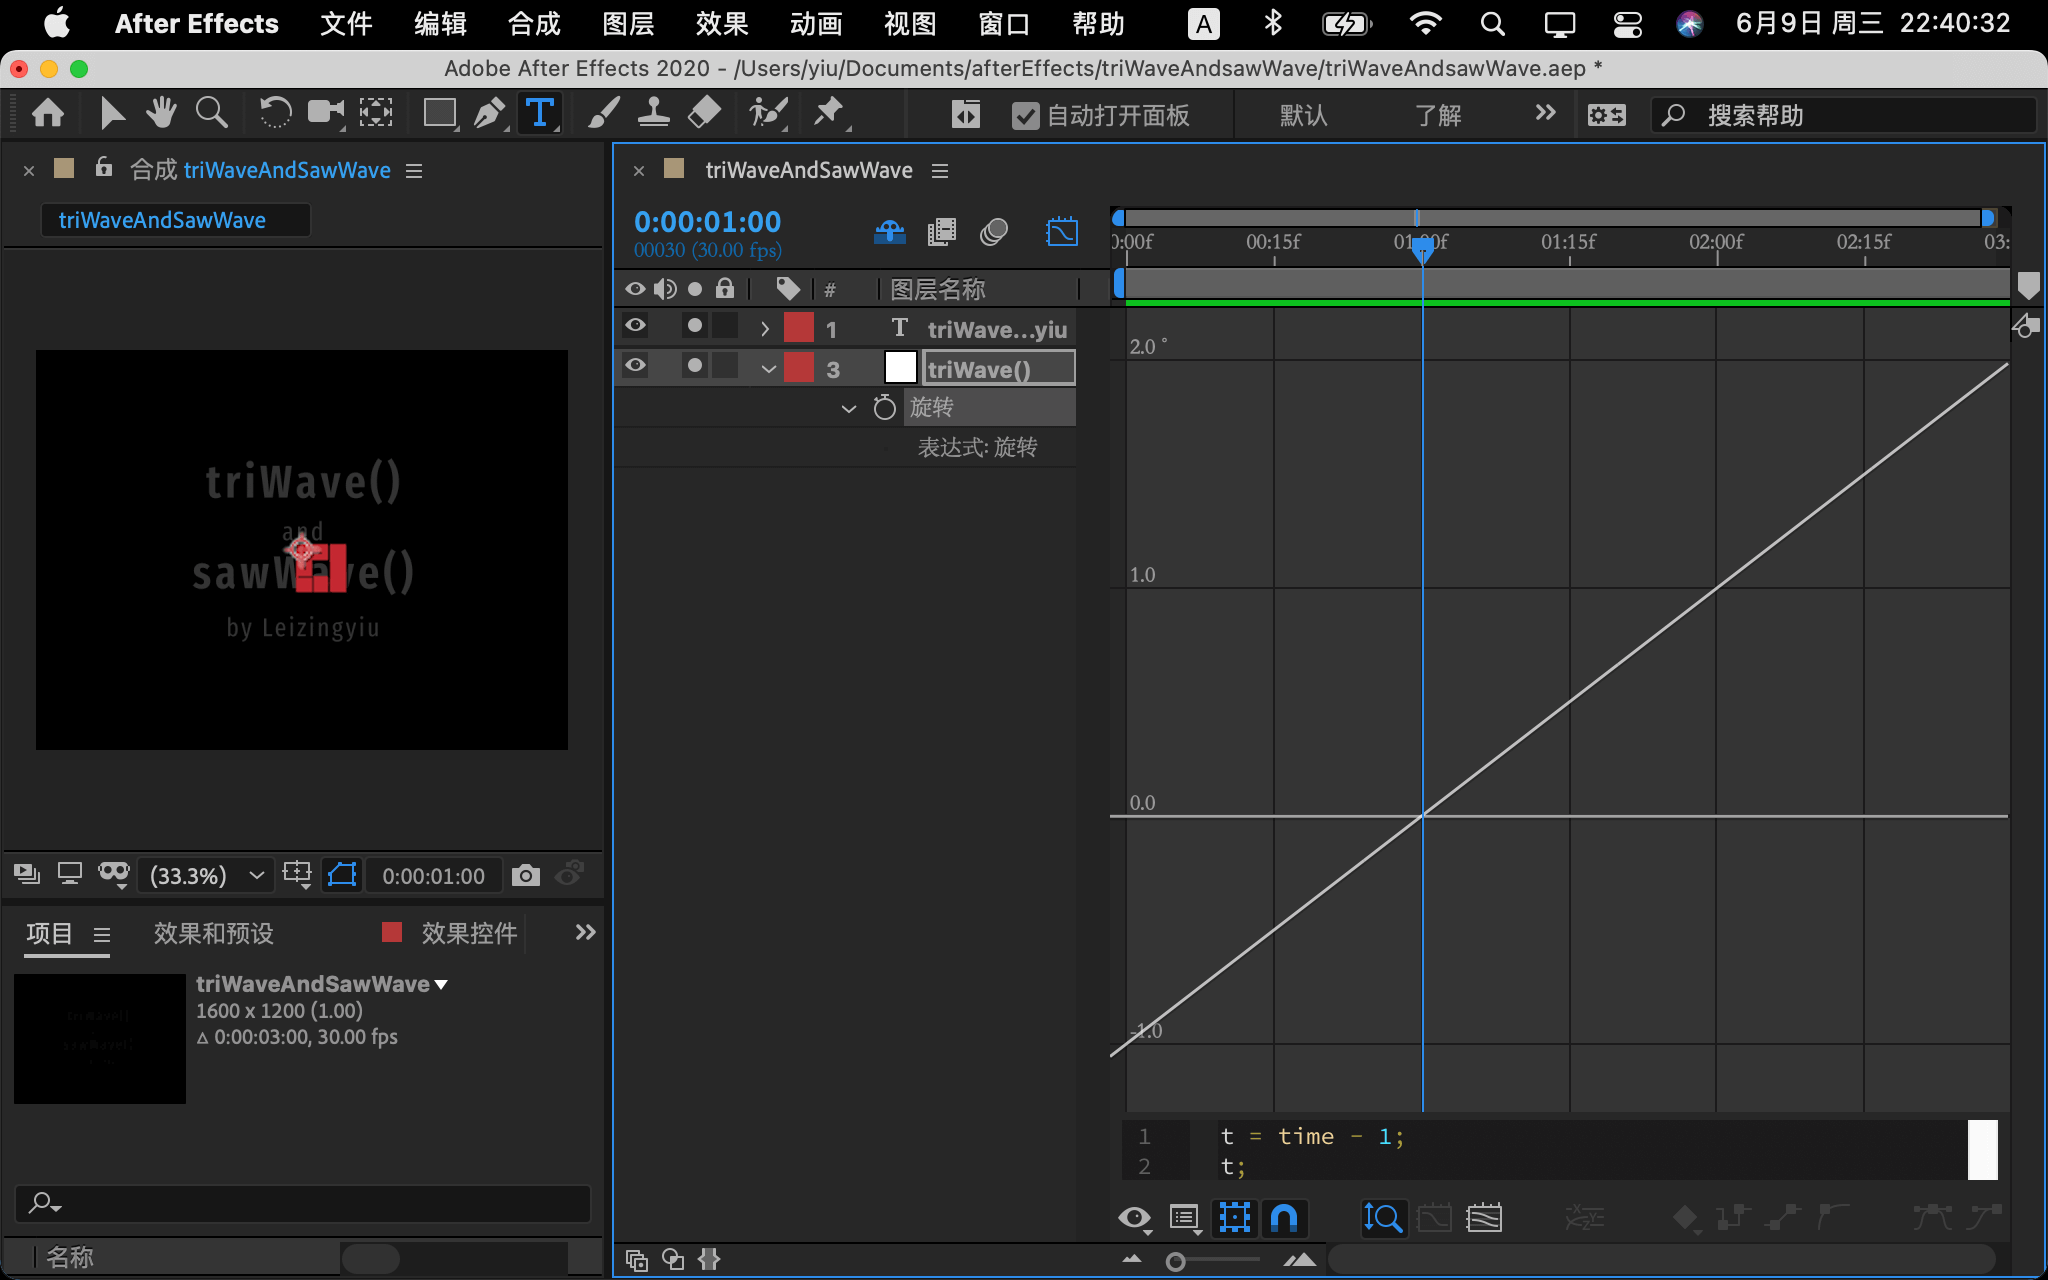 After Effects 文件 编辑 合成 图层 效果 动画 视图 窗口 帮助 A 6月9日 周三 22:40:32
Adobe After Effects 2020 - /Users/yiu/Documents/afterEffects/triWaveAndsawWave/triWaveAndsawWave.aep *
自动打开面板 默认 了解 搜索帮助
合成 triWaveAndSawWave
triWaveAndSawWave
triWaveAndSawWave
0:00:01:00
00030 (30.00 fps)
0:00f 00:15f 01:00f 01:15f 02:00f 02:15f 03:
# 图层名称
1 T triWave...yiu
3 triWave()
旋转
表达式: 旋转
2.0 °
1.0
0.0
-1.0
triWave()
and
sawWave()
by Leizingyiu
(33.3%) 0:00:01:00
项目 效果和预设 效果控件
triWaveAndSawWave
1600 x 1200 (1.00)
Δ 0:00:03:00, 30.00 fps
1 t = time - 1;
2 t;
名称